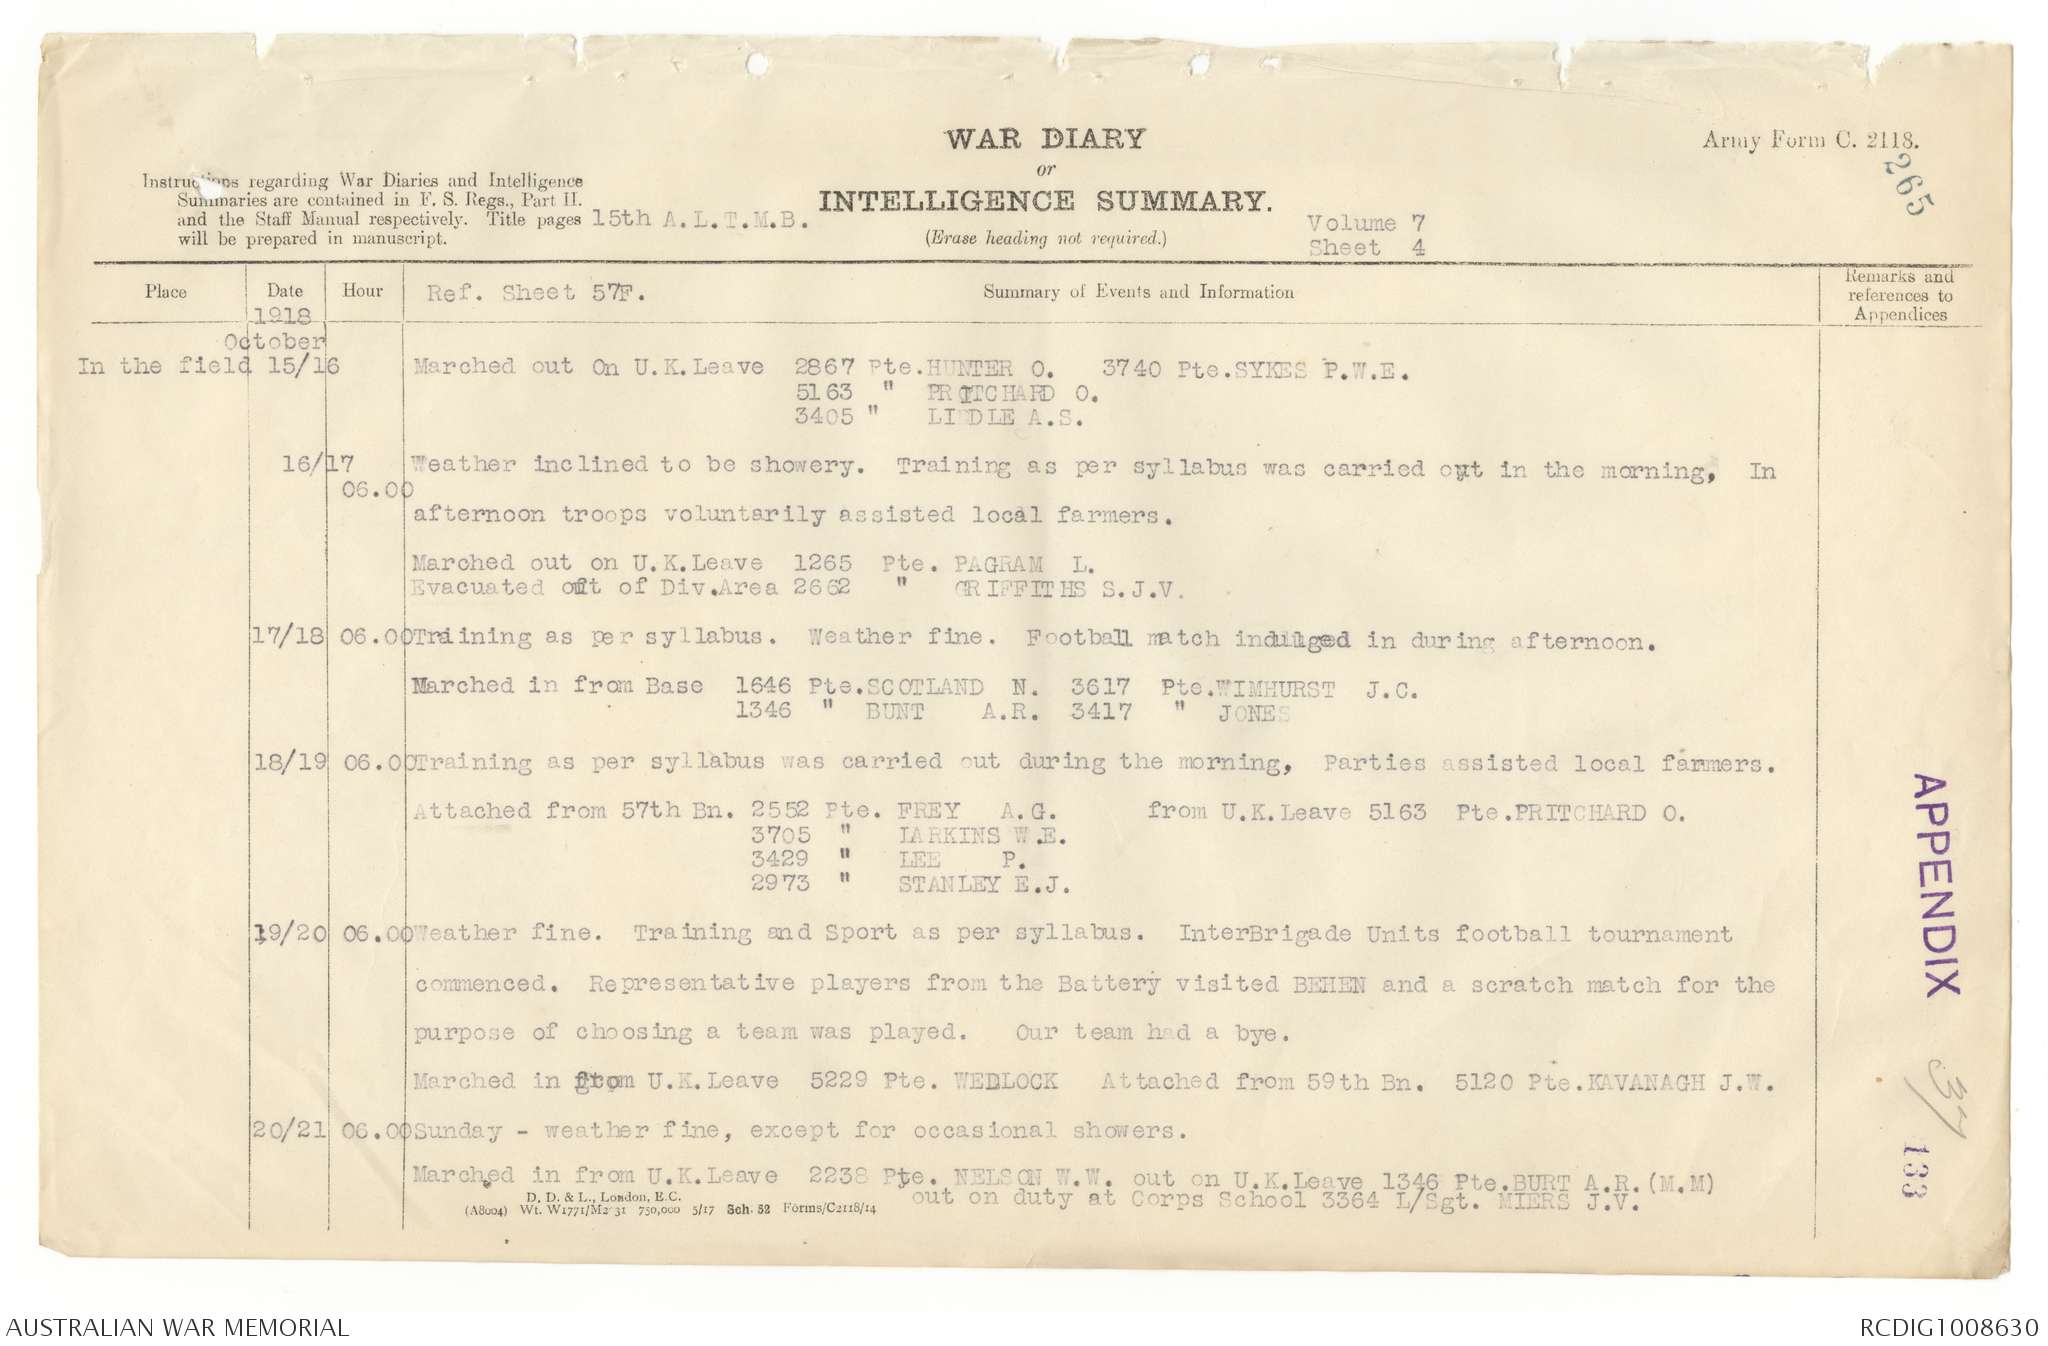 WAR DIARY
or
INTELLIGENCE SUMMARY.
(Erase heading not required.)
Army Form C. 2118.
265
Instructions regarding War Diaries and Intelligence
Summaries are contained in F. S. Regs., Part II.
and the Staff Manual respectively. Title pages
will be prepared in manuscript.
15th A.L.T.M.B.
Volume 7
Sheet 4
Place Date Hour Ref. Sheet 57F. Summary of Events and Information Remarks and references to Appendices
1918
October
In the field 15/16 Marched out On U.K.Leave 2867 Pte.HUNTER O. 3740 Pte.SYKES P.W.E.
5163 " PRITCHARD O.
3405 " LIDDLE A.S.
16/17 Weather inclined to be showery. Training as per syllabus was carried out in the morning, In
06.00
afternoon troops voluntarily assisted local farmers.
Marched out on U.K.Leave 1265 Pte. PAGRAM L.
Evacuated out of Div.Area 2662 " GRIFFITHS S.J.V.
17/18 06.00 Training as per syllabus. Weather fine. Football match indulged in during afternoon.
Marched in from Base 1646 Pte.SCOTLAND N. 3617 Pte.WIMHURST J.C.
1346 " BUNT A.R. 3417 " JONES
18/19 06.00 Training as per syllabus was carried out during the morning, Parties assisted local farmers.
Attached from 57th Bn. 2552 Pte. FREY A.G. from U.K.Leave 5163 Pte.PRITCHARD O.
3705 " LARKINS W.E.
3429 " LEE P.
2973 " STANLEY E.J.
19/20 06.00 Weather fine. Training and Sport as per syllabus. InterBrigade Units football tournament
commenced. Representative players from the Battery visited BEHEN and a scratch match for the
purpose of choosing a team was played. Our team had a bye.
Marched in from U.K.Leave 5229 Pte. WEDLOCK Attached from 59th Bn. 5120 Pte.KAVANAGH J.W.
20/21 06.00 Sunday - weather fine, except for occasional showers.
Marched in from U.K.Leave 2238 Pte. NELSON W.W. out on U.K.Leave 1346 Pte.BURT A.R.(M.M)
out on duty at Corps School 3364 L/Sgt. MIERS J.V.
D. D. & L., London, E.C.
(A8004) Wt. W1771/M2 31 750,000 5/17 Sch. 52 Forms/C2118/14
APPENDIX
37
133
AUSTRALIAN WAR MEMORIAL
RCDIG1008630